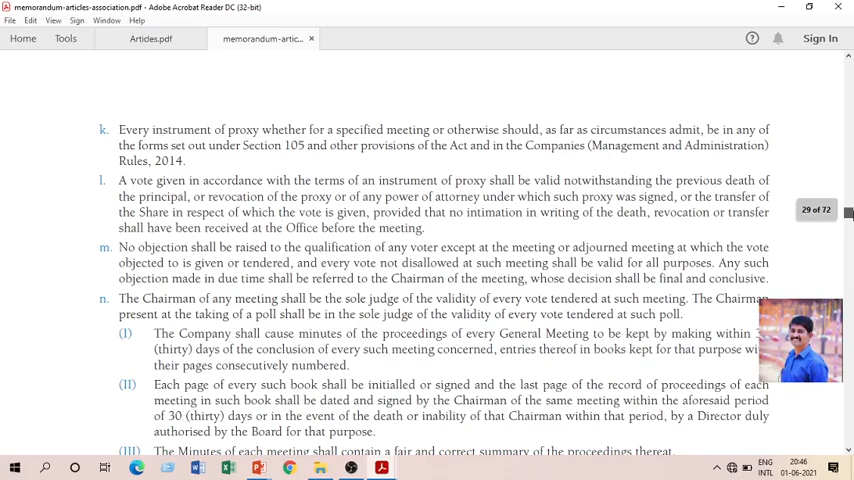 memorandum-articles-association.pdf - Adobe Acrobat Reader DC (32-bit)
File Edit View Sign Window Help
Home Tools Articles.pdf memorandum-artic... × Sign In
k. Every instrument of proxy whether for a specified meeting or otherwise should, as far as circumstances admit, be in any of
the forms set out under Section 105 and other provisions of the Act and in the Companies (Management and Administration)
Rules, 2014.
l. A vote given in accordance with the terms of an instrument of proxy shall be valid notwithstanding the previous death of
the principal, or revocation of the proxy or of any power of attorney under which such proxy was signed, or the transfer of
the Share in respect of which the vote is given, provided that no intimation in writing of the death, revocation or transfer
shall have been received at the Office before the meeting.
29 of 72
m. No objection shall be raised to the qualification of any voter except at the meeting or adjourned meeting at which the vote
objected to is given or tendered, and every vote not disallowed at such meeting shall be valid for all purposes. Any such
objection made in due time shall be referred to the Chairman of the meeting, whose decision shall be final and conclusive.
n. The Chairman of any meeting shall be the sole judge of the validity of every vote tendered at such meeting. The Chairman
present at the taking of a poll shall be in the sole judge of the validity of every vote tendered at such poll.
(I) The Company shall cause minutes of the proceedings of every General Meeting to be kept by making within
(thirty) days of the conclusion of every such meeting concerned, entries thereof in books kept for that purpose
their pages consecutively numbered.
(II) Each page of every such book shall be initialled or signed and the last page of the record of proceedings of each
meeting in such book shall be dated and signed by the Chairman of the same meeting within the aforesaid period
of 30 (thirty) days or in the event of the death or inability of that Chairman within that period, by a Director duly
authorised by the Board for that purpose.
(III) The Minutes of each meeting shall contain a fair and correct summary of the proceedings thereat.
ENG 20:46
INTL 01-06-2021